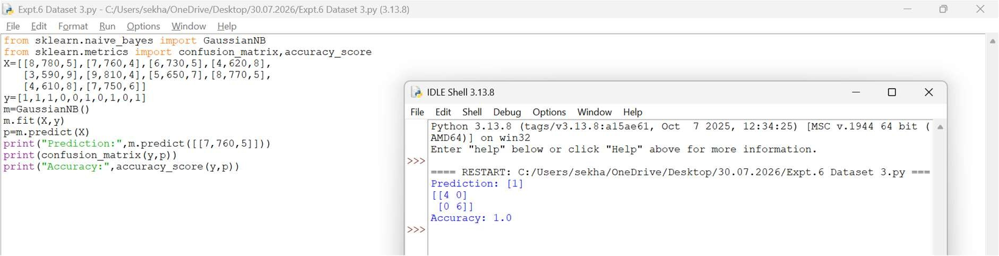 Expt.6 Dataset 3.py - C:/Users/sekha/OneDrive/Desktop/30.07.2026/Expt.6 Dataset 3.py (3.13.8)
File Edit Format Run Options Window Help
from sklearn.naive_bayes import GaussianNB
from sklearn.metrics import confusion_matrix,accuracy_score
X=[[8,780,5],[7,760,4],[6,730,5],[4,620,8],
   [3,590,9],[9,810,4],[5,650,7],[8,770,5],
   [4,610,8],[7,750,6]]
y=[1,1,1,0,0,1,0,1,0,1]
m=GaussianNB()
m.fit(X,y)
p=m.predict(X)
print("Prediction:",m.predict([[7,760,5]]))
print(confusion_matrix(y,p))
print("Accuracy:",accuracy_score(y,p))
IDLE Shell 3.13.8
File Edit Shell Debug Options Window Help
Python 3.13.8 (tags/v3.13.8:a15ae61, Oct  7 2025, 12:34:25) [MSC v.1944 64 bit (
AMD64)] on win32
Enter "help" below or click "Help" above for more information.
>>>
==== RESTART: C:/Users/sekha/OneDrive/Desktop/30.07.2026/Expt.6 Dataset 3.py ===
Prediction: [1]
[[4 0]
 [0 6]]
Accuracy: 1.0
>>>